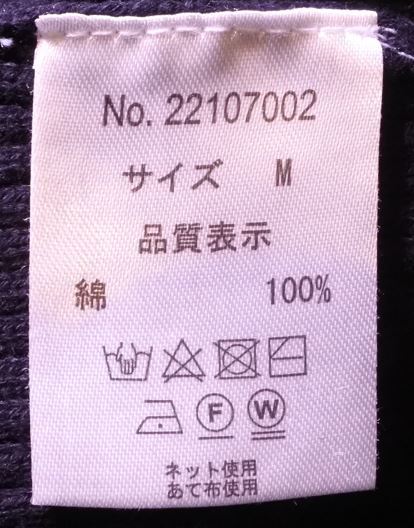 No. 22107002
サイズ M
品質表示
綿 100%
F W
ネット使用
あて布使用